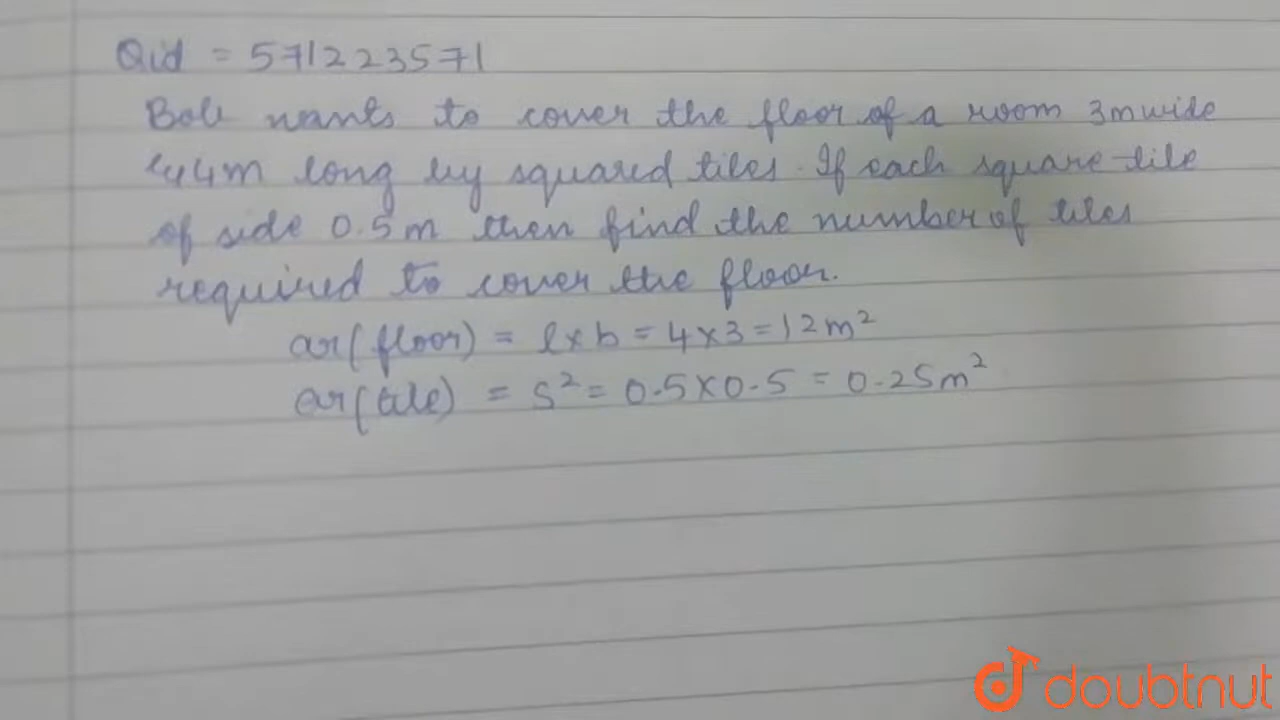 Qid = 571223571
Bob wants to cover the floor of a room 3m wide
& 4m long by squared tiles. If each square tile
of side 0.5m then find the number of tiles
required to cover the floor.
ar(floor) = l×b = 4×3 = 12m²
ar(tile) = s² = 0.5×0.5 = 0.25m²
doubtnut